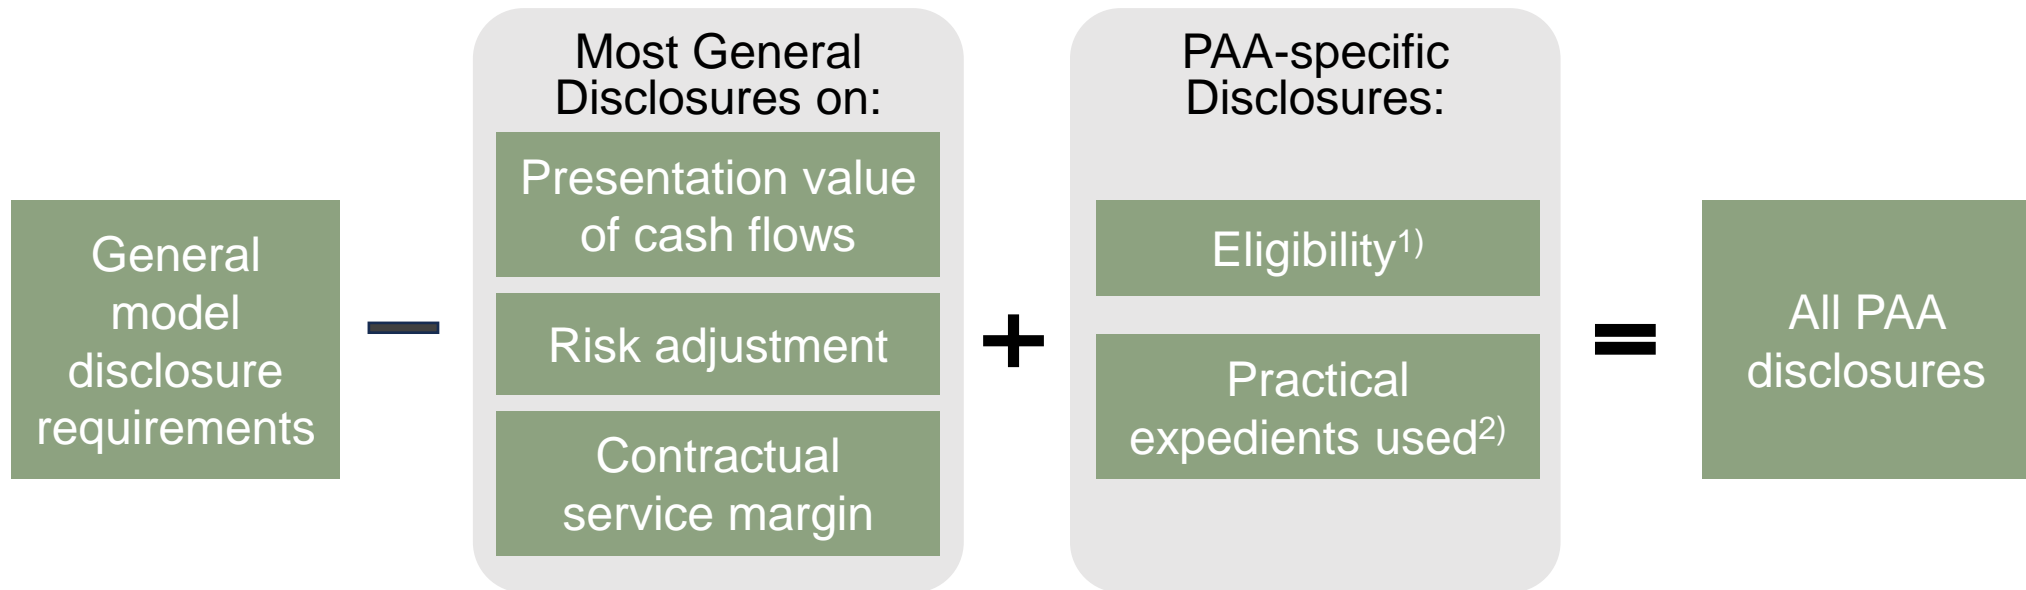 General
model
disclosure
requirements
Most General
Disclosures on:
Presentation value
of cash flows
Risk adjustment
Contractual
service margin
+
PAA-specific
Disclosures:
Eligibility¹⁾
Practical
expedients used²⁾
=
All PAA
disclosures